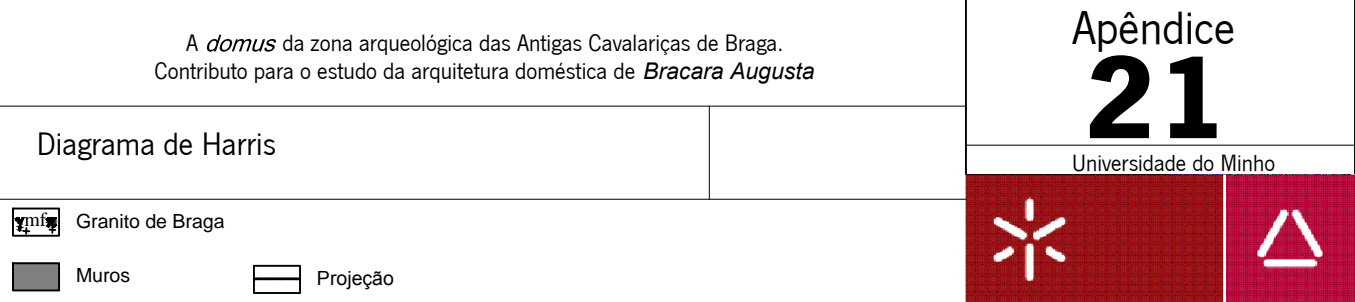 A domus da zona arqueológica das Antigas Cavalariças de Braga.
Contributo para o estudo da arquitetura doméstica de Bracara Augusta
Apêndice
21
Universidade do Minho
Diagrama de Harris
Granito de Braga
Muros
Projeção